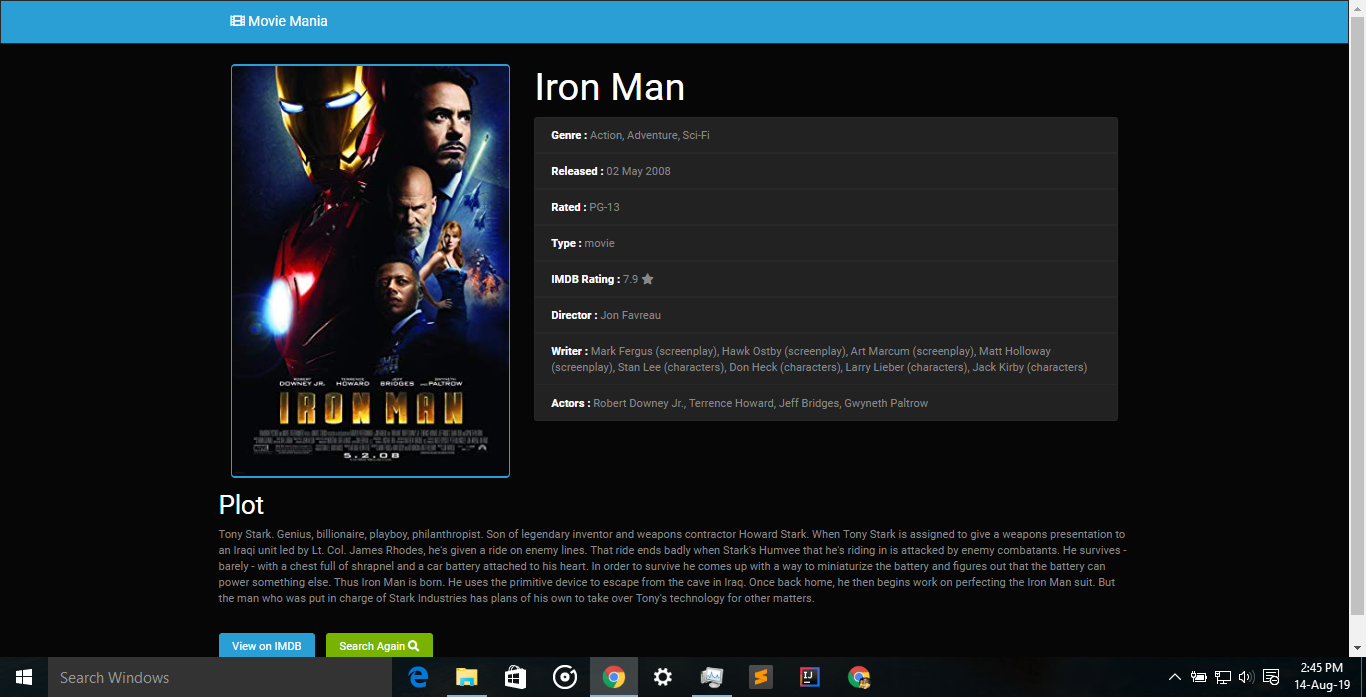 Movie Mania
Iron Man
Genre : Action, Adventure, Sci-Fi
Released : 02 May 2008
Rated : PG-13
Type : movie
IMDB Rating : 7.9
Director : Jon Favreau
Writer : Mark Fergus (screenplay), Hawk Ostby (screenplay), Art Marcum (screenplay), Matt Holloway
(screenplay), Stan Lee (characters), Don Heck (characters), Larry Lieber (characters), Jack Kirby (characters)
Actors : Robert Downey Jr., Terrence Howard, Jeff Bridges, Gwyneth Paltrow
ROBERT TERRENCE JEFF GWYNETH
DOWNEY JR. HOWARD BRIDGES AND PALTROW
IRON MAN
5.2.08
Plot
Tony Stark. Genius, billionaire, playboy, philanthropist. Son of legendary inventor and weapons contractor Howard Stark. When Tony Stark is assigned to give a weapons presentation to
an Iraqi unit led by Lt. Col. James Rhodes, he's given a ride on enemy lines. That ride ends badly when Stark's Humvee that he's riding in is attacked by enemy combatants. He survives -
barely - with a chest full of shrapnel and a car battery attached to his heart. In order to survive he comes up with a way to miniaturize the battery and figures out that the battery can
power something else. Thus Iron Man is born. He uses the primitive device to escape from the cave in Iraq. Once back home, he then begins work on perfecting the Iron Man suit. But
the man who was put in charge of Stark Industries has plans of his own to take over Tony's technology for other matters.
View on IMDB Search Again
Search Windows
IJ
2:45 PM
14-Aug-19